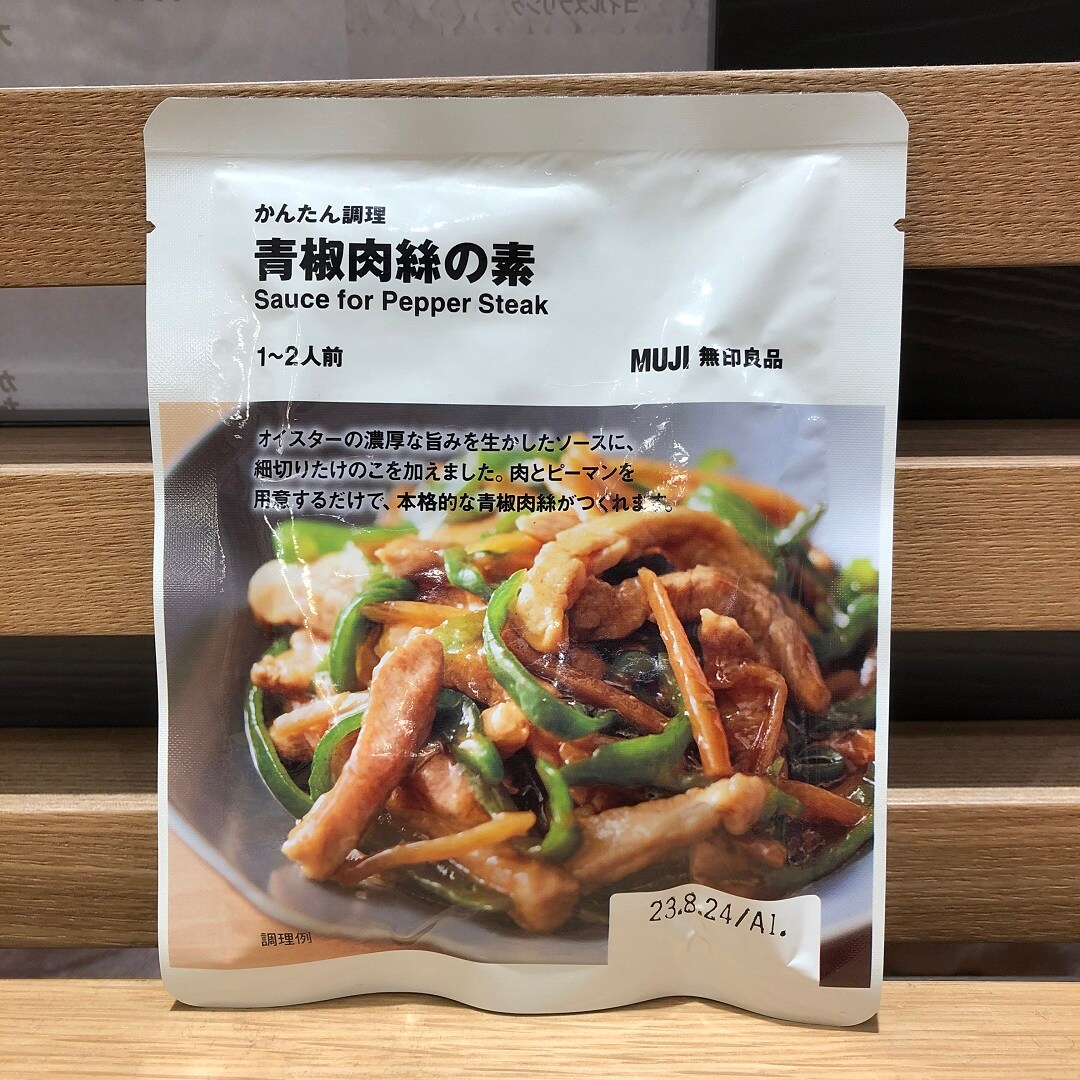 かんたん調理
青椒肉絲の素
Sauce for Pepper Steak
1~2人前
MUJI 無印良品
オイスターの濃厚な旨みを生かしたソースに、
細切りたけのこを加えました。肉とピーマンを
用意するだけで、本格的な青椒肉絲がつくれます。
23.8.24/A1.
調理例